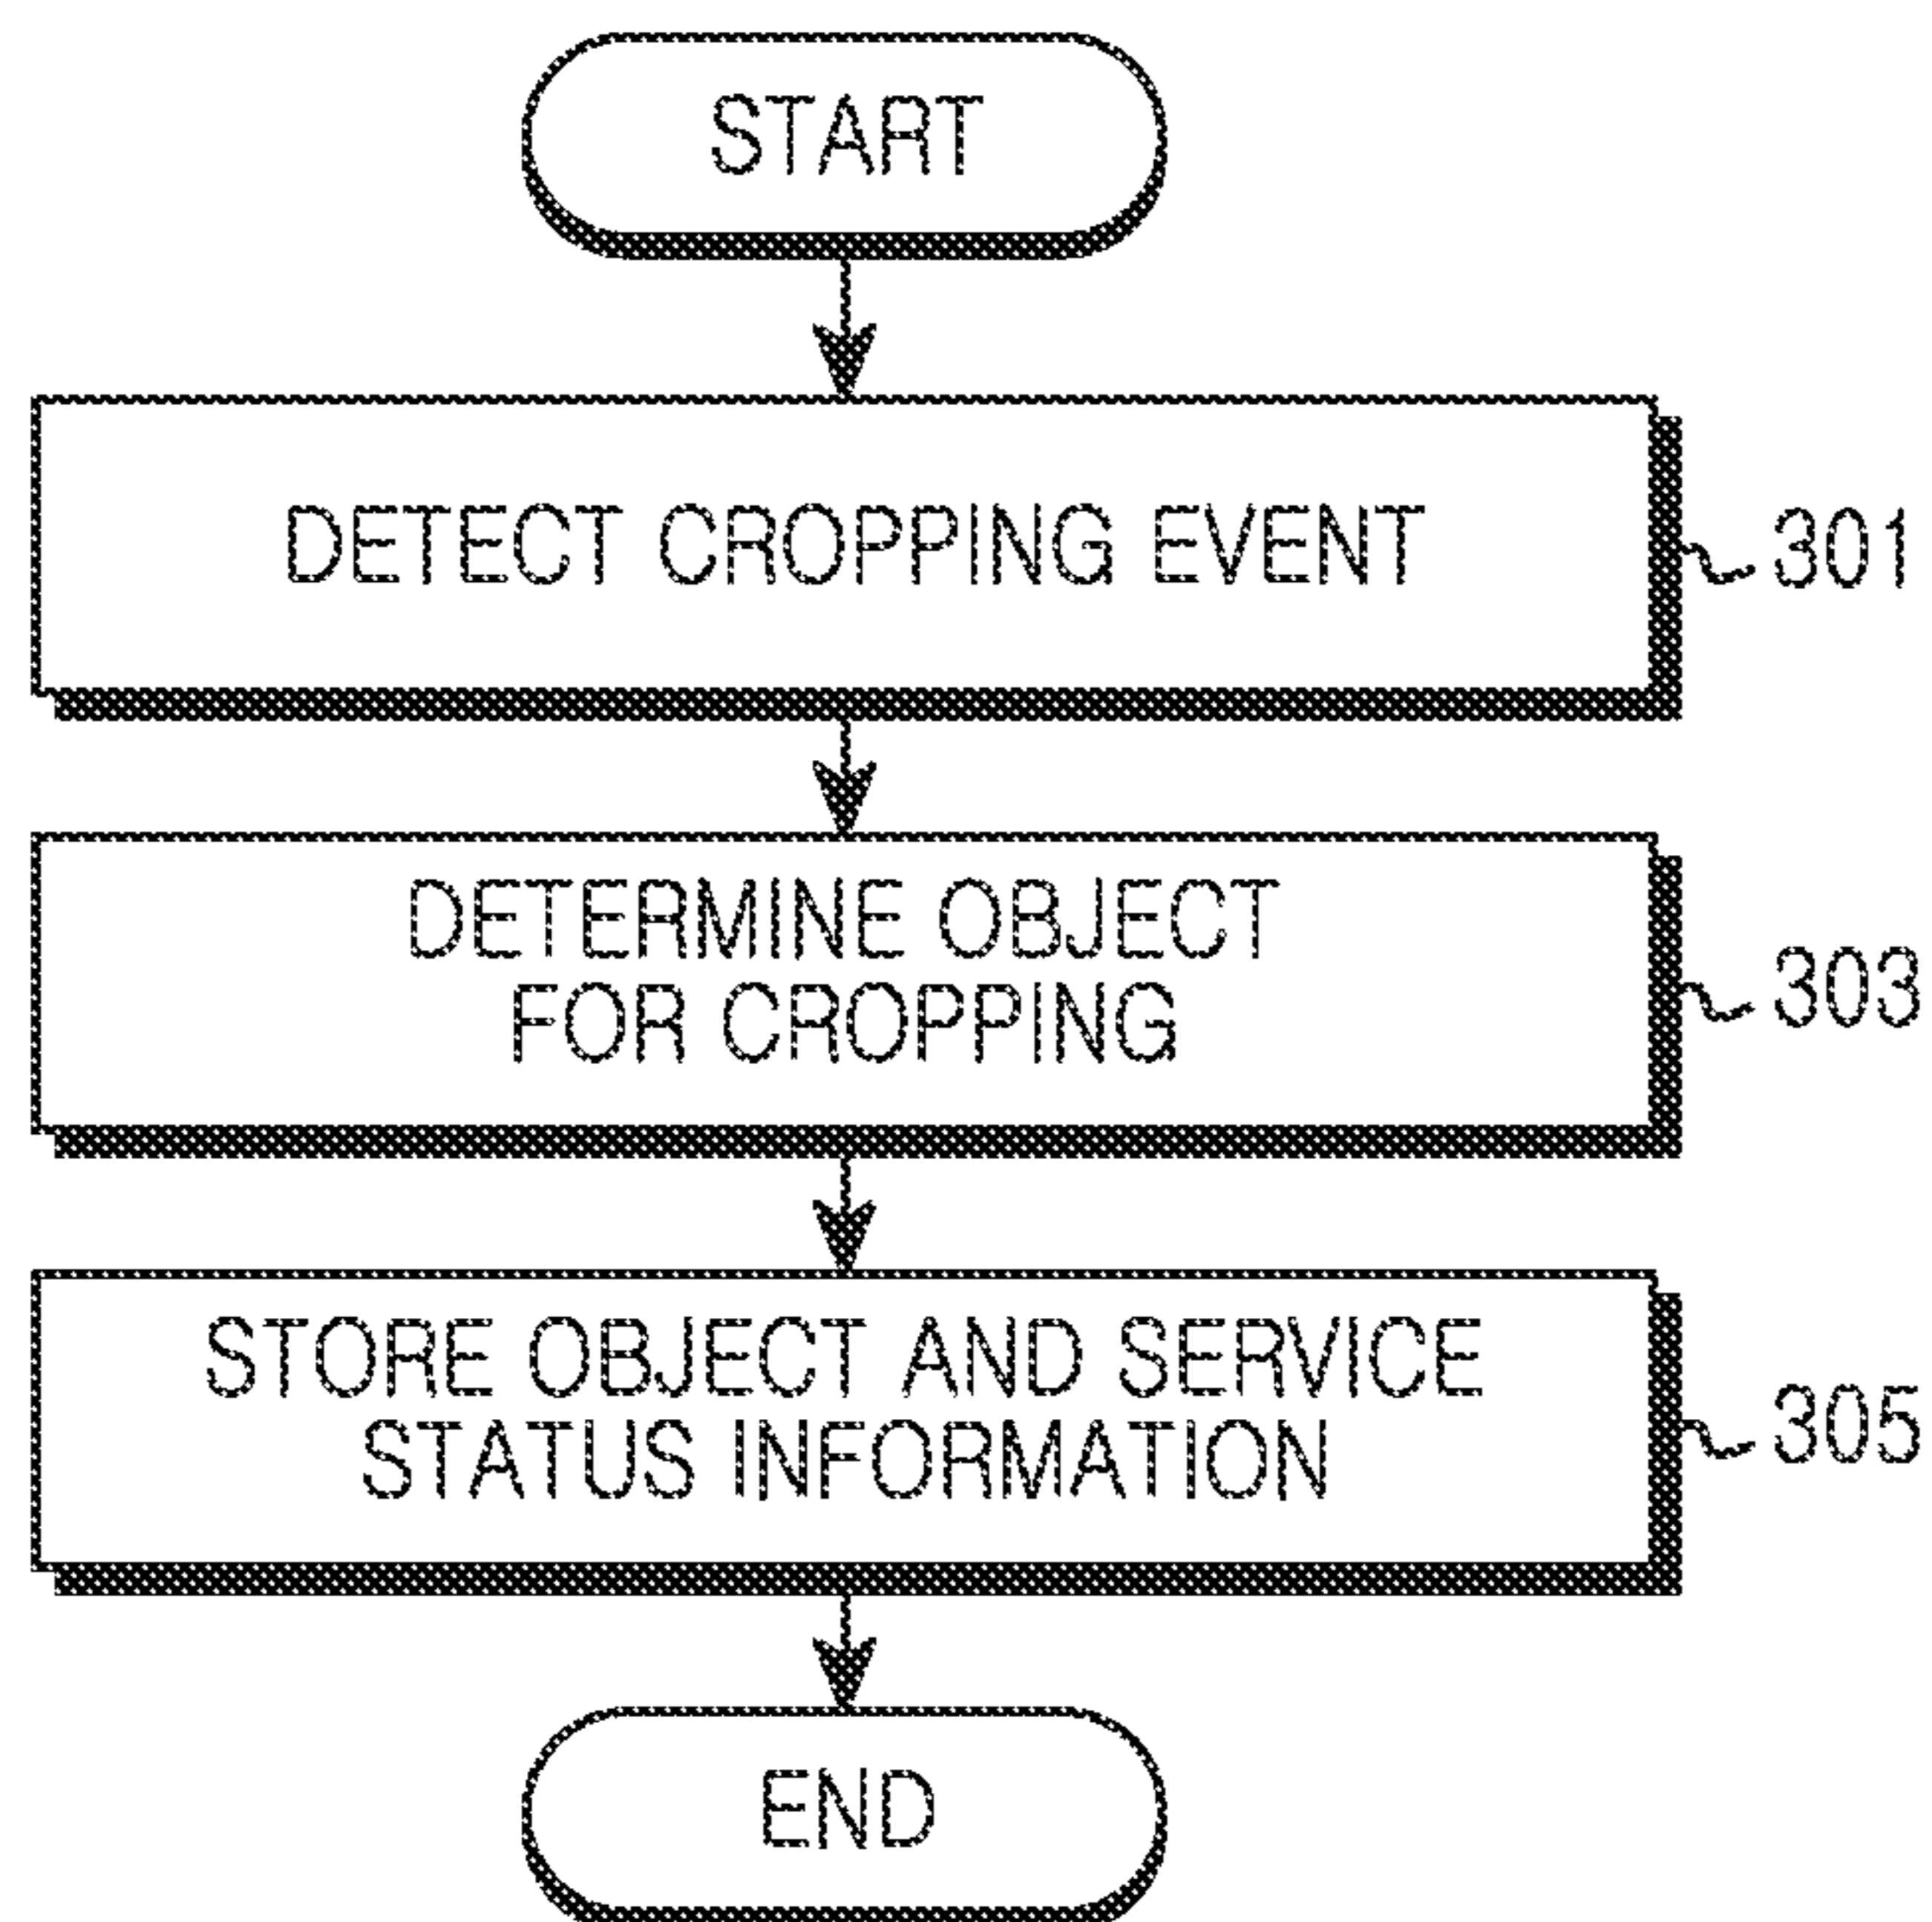 START
DETECT CROPPING EVENT
301
DETERMINE OBJECT
FOR CROPPING
303
STORE OBJECT AND SERVICE
STATUS INFORMATION
305
END